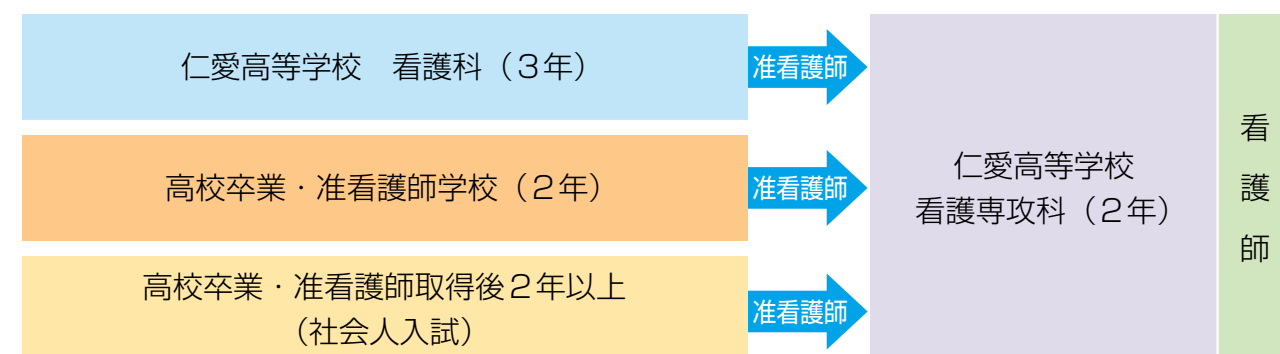 仁愛高等学校　看護科（３年）
准看護師
高校卒業・准看護師学校（２年）
准看護師
高校卒業・准看護師取得後２年以上
（社会人入試）
准看護師
仁愛高等学校
看護専攻科（２年）
看護師